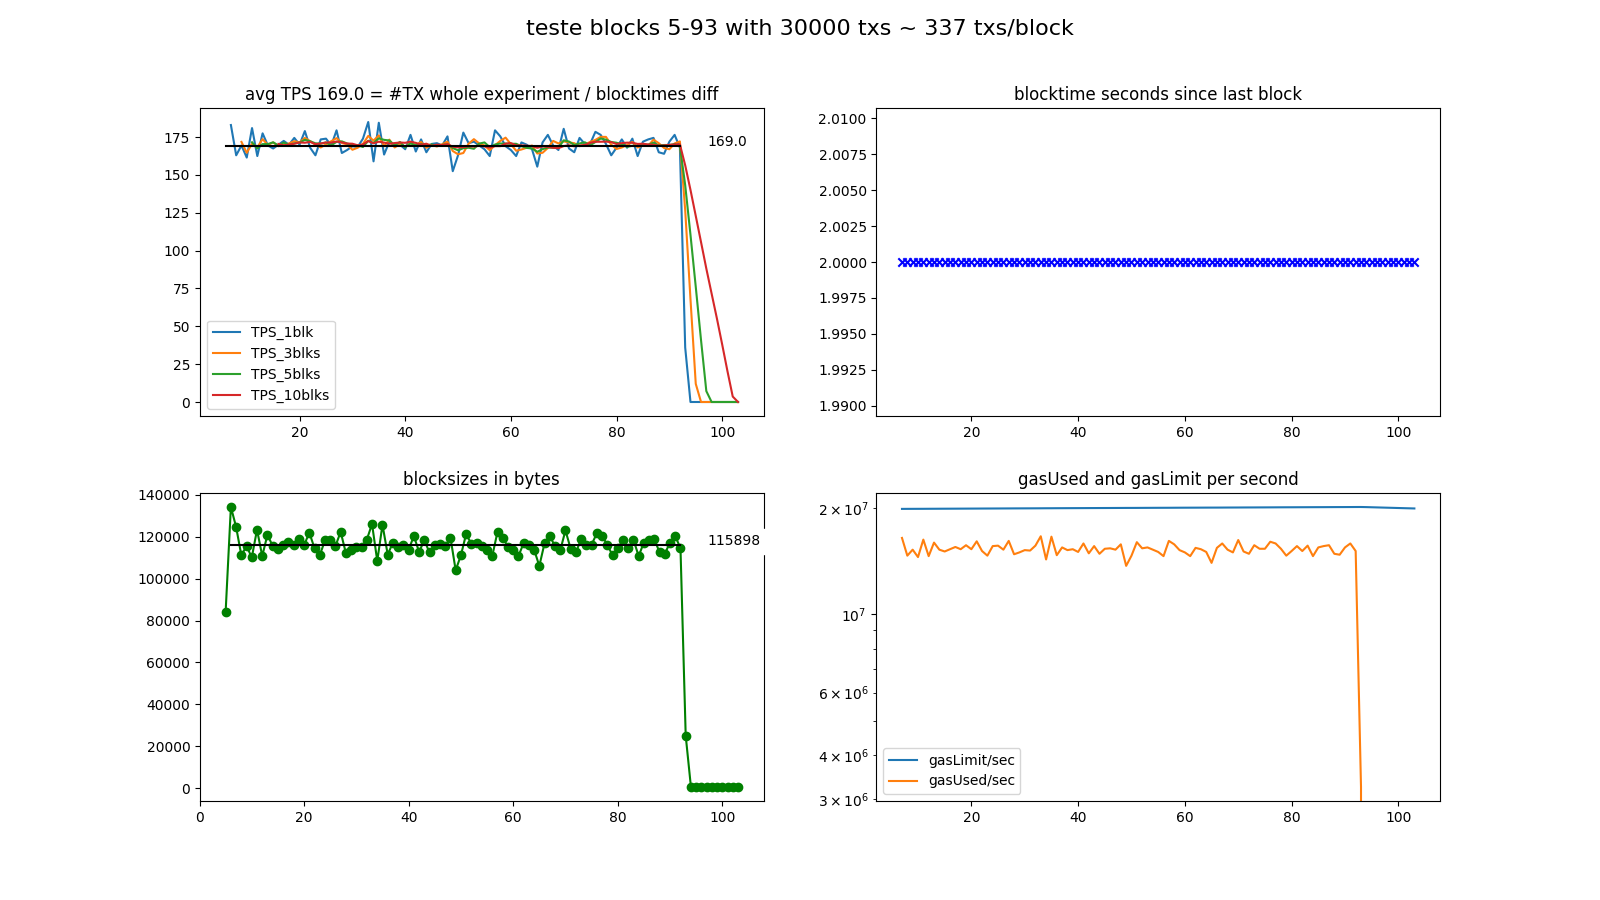 teste blocks 5-93 with 30000 txs ~ 337 txs/block
avg TPS 169.0 = #TX whole experiment / blocktimes diff
175
150
125
100
75
50
25
0
169.0
TPS_1blk
TPS_3blks
TPS_5blks
TPS_10blks
20 40 60 80 100
blocktime seconds since last block
2.0100
2.0075
2.0050
2.0025
2.0000
1.9975
1.9950
1.9925
1.9900
20 40 60 80 100
blocksizes in bytes
140000
120000
100000
80000
60000
40000
20000
0
115898
0 20 40 60 80 100
gasUsed and gasLimit per second
2 × 10⁷
10⁷
6 × 10⁶
4 × 10⁶
3 × 10⁶
gasLimit/sec
gasUsed/sec
20 40 60 80 100